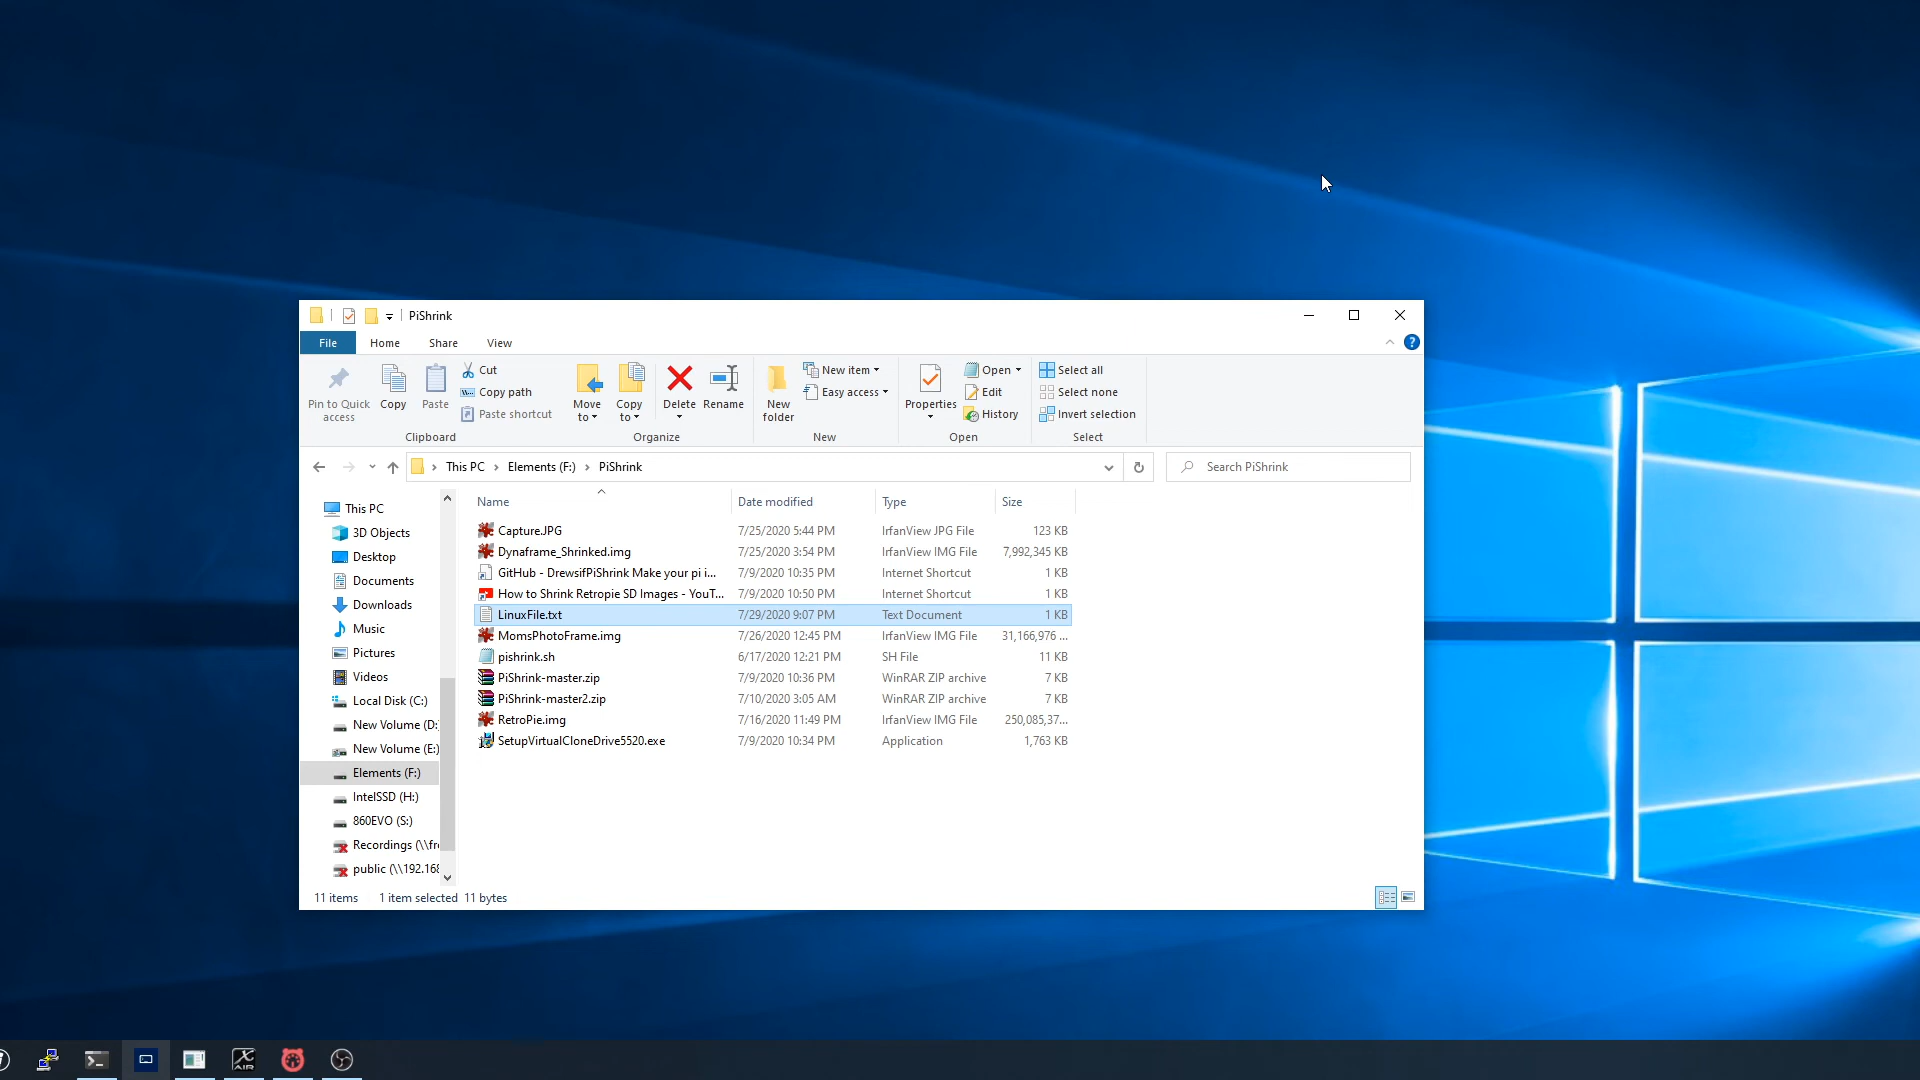 PiShrink
File Home Share View
Pin to Quick access
Copy
Paste
Cut
Copy path
Paste shortcut
Clipboard
Move to
Copy to
Delete
Rename
Organize
New folder
New item
Easy access
New
Properties
Open
Edit
History
Open
Select all
Select none
Invert selection
Select
This PC > Elements (F:) > PiShrink
Search PiShrink
Name Date modified Type Size
Capture.JPG 7/25/2020 5:44 PM IrfanView JPG File 123 KB
Dynaframe_Shrinked.img 7/25/2020 3:54 PM IrfanView IMG File 7,992,345 KB
GitHub - DrewsifPiShrink Make your pi i... 7/9/2020 10:35 PM Internet Shortcut 1 KB
How to Shrink Retropie SD Images - YouT... 7/9/2020 10:50 PM Internet Shortcut 1 KB
LinuxFile.txt 7/29/2020 9:07 PM Text Document 1 KB
MomsPhotoFrame.img 7/26/2020 12:45 PM IrfanView IMG File 31,166,976 ...
pishrink.sh 6/17/2020 12:21 PM SH File 11 KB
PiShrink-master.zip 7/9/2020 10:36 PM WinRAR ZIP archive 7 KB
PiShrink-master2.zip 7/10/2020 3:05 AM WinRAR ZIP archive 7 KB
RetroPie.img 7/16/2020 11:49 PM IrfanView IMG File 250,085,37...
SetupVirtualCloneDrive5520.exe 7/9/2020 10:34 PM Application 1,763 KB
This PC
3D Objects
Desktop
Documents
Downloads
Music
Pictures
Videos
Local Disk (C:)
New Volume (D:
New Volume (E:)
Elements (F:)
IntelSSD (H:)
860EVO (S:)
Recordings (\\fr
public (\\192.168
11 items 1 item selected 11 bytes
X AIR